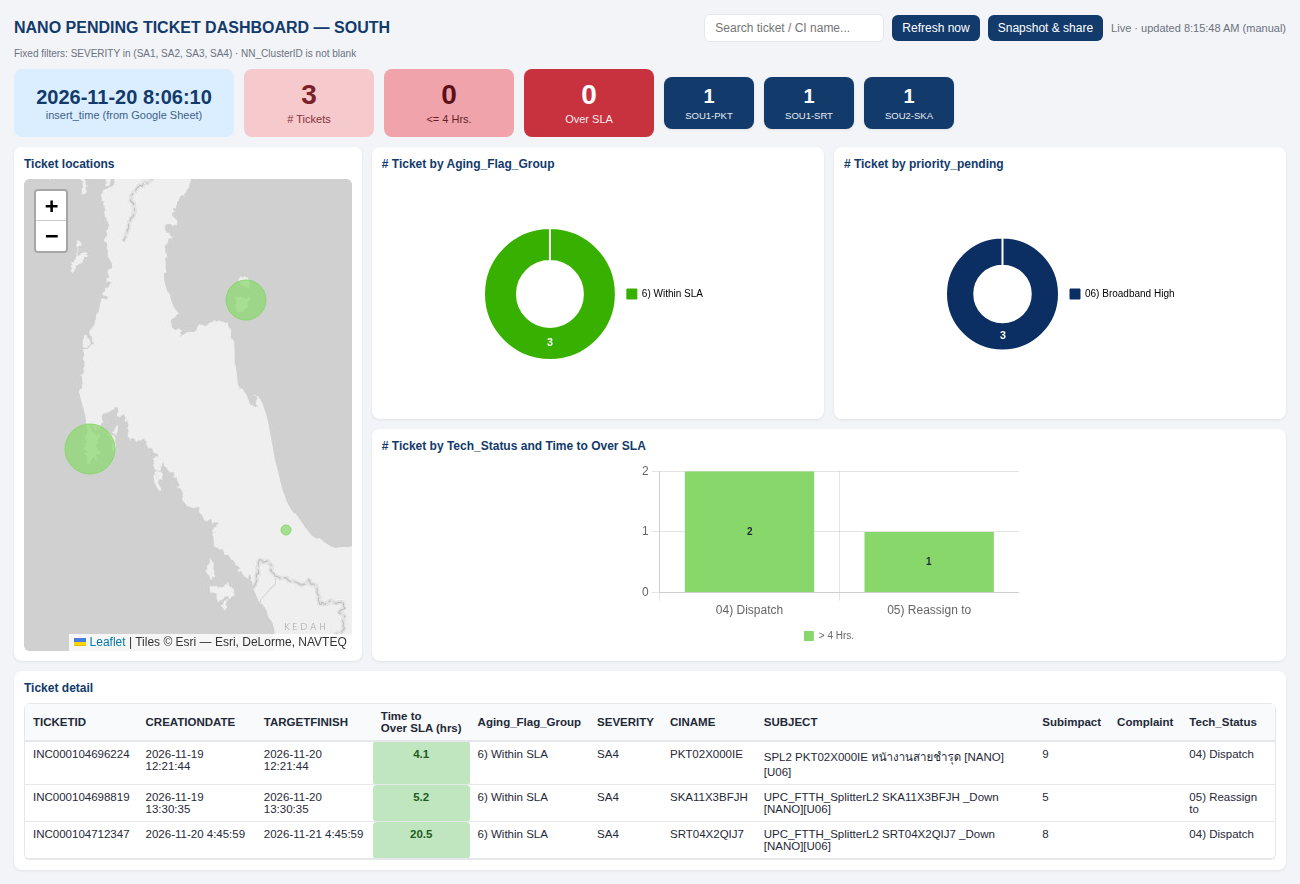 NANO PENDING TICKET DASHBOARD — SOUTH
Search ticket / CI name...
Refresh now
Snapshot & share
Live · updated 8:15:48 AM (manual)
Fixed filters: SEVERITY in (SA1, SA2, SA3, SA4) · NN_ClusterID is not blank
2026-11-20 8:06:10
insert_time (from Google Sheet)
3
# Tickets
0
<= 4 Hrs.
0
Over SLA
1
SOU1-PKT
1
SOU1-SRT
1
SOU2-SKA
Ticket locations
+
−
KEDAH
Leaflet | Tiles © Esri — Esri, DeLorme, NAVTEQ
# Ticket by Aging_Flag_Group
3
6) Within SLA
# Ticket by priority_pending
3
06) Broadband High
# Ticket by Tech_Status and Time to Over SLA
2
1
0
2
1
04) Dispatch
05) Reassign to
> 4 Hrs.
Ticket detail
TICKETID CREATIONDATE TARGETFINISH Time to Over SLA (hrs) Aging_Flag_Group SEVERITY CINAME SUBJECT Subimpact Complaint Tech_Status
INC000104696224 2026-11-19 12:21:44 2026-11-20 12:21:44 4.1 6) Within SLA SA4 PKT02X000IE SPL2 PKT02X000IE หน้างานสายชำรุด [NANO][U06] 9 04) Dispatch
INC000104698819 2026-11-19 13:30:35 2026-11-20 13:30:35 5.2 6) Within SLA SA4 SKA11X3BFJH UPC_FTTH_SplitterL2 SKA11X3BFJH _Down [NANO][U06] 5 05) Reassign to
INC000104712347 2026-11-20 4:45:59 2026-11-21 4:45:59 20.5 6) Within SLA SA4 SRT04X2QIJ7 UPC_FTTH_SplitterL2 SRT04X2QIJ7 _Down [NANO][U06] 8 04) Dispatch